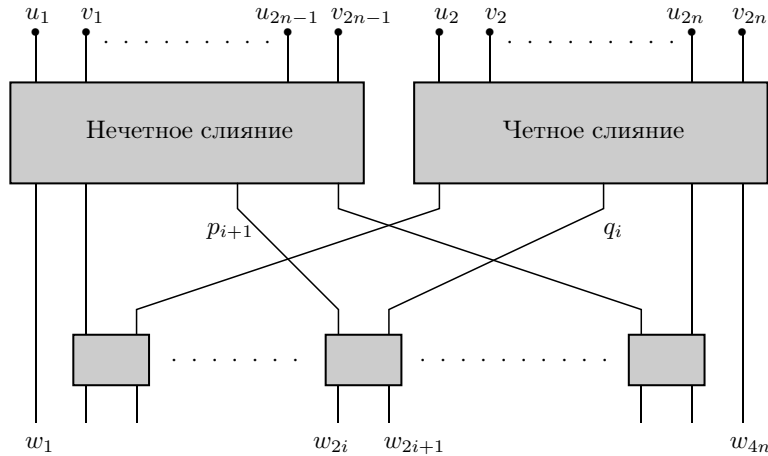 u₁ v₁ u₂ₙ₋₁ v₂ₙ₋₁ u₂ v₂ u₂ₙ v₂ₙ
Нечетное слияние Четное слияние
pᵢ₊₁ qᵢ
w₁ w₂ᵢ w₂ᵢ₊₁ w₄ₙ